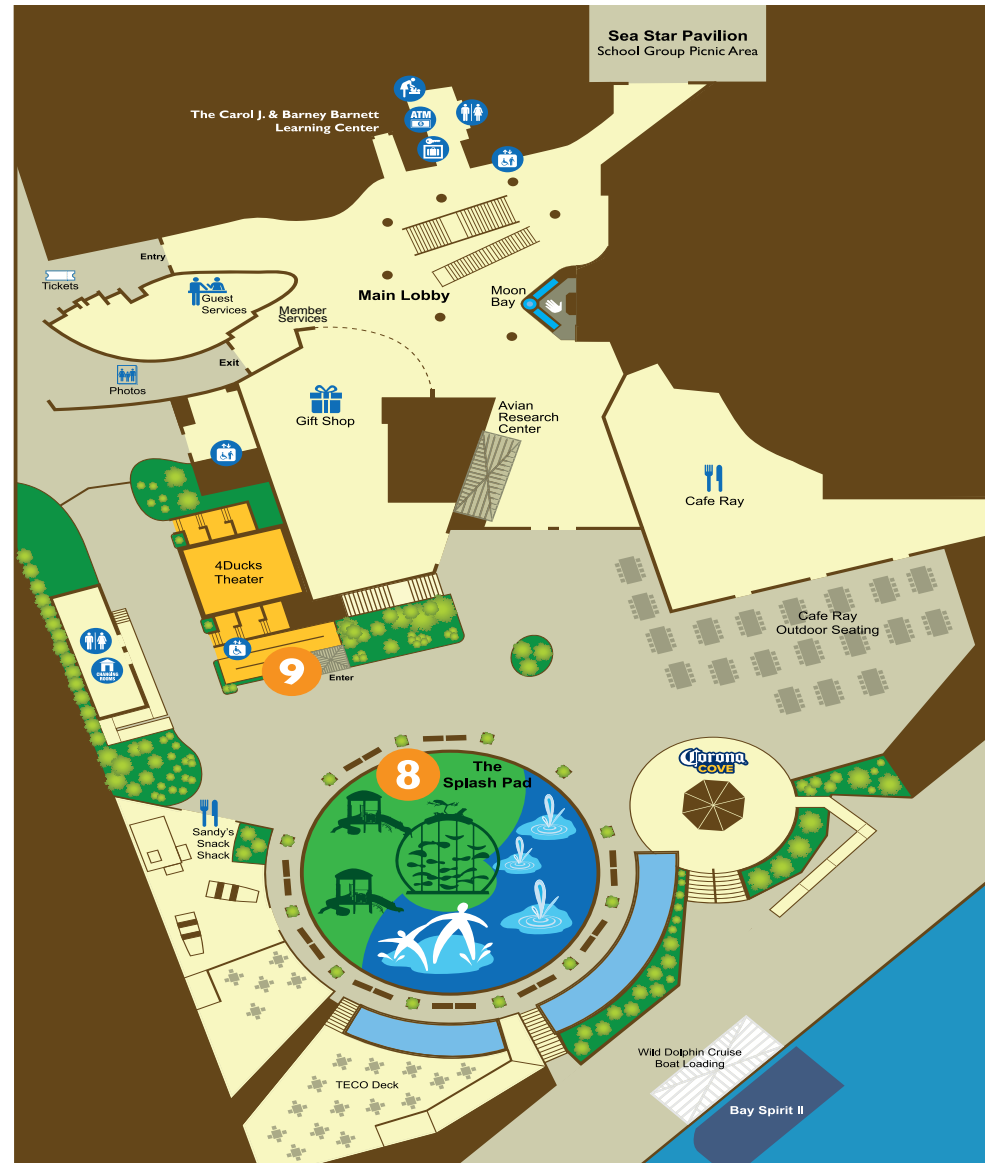 Sea Star Pavilion
School Group Picnic Area
The Carol J. & Barney Barnett
Learning Center
ATM
Entry
Tickets
Guest
Services
Member
Services
Main Lobby
Moon
Bay
Exit
Photos
Gift Shop
Avian
Research
Center
Cafe Ray
4Ducks
Theater
Cafe Ray
Outdoor Seating
CHANGING
ROOMS
9
Enter
8
The
Splash Pad
Corona
COVE
Sandy's
Snack
Shack
Wild Dolphin Cruise
Boat Loading
TECO Deck
Bay Spirit II